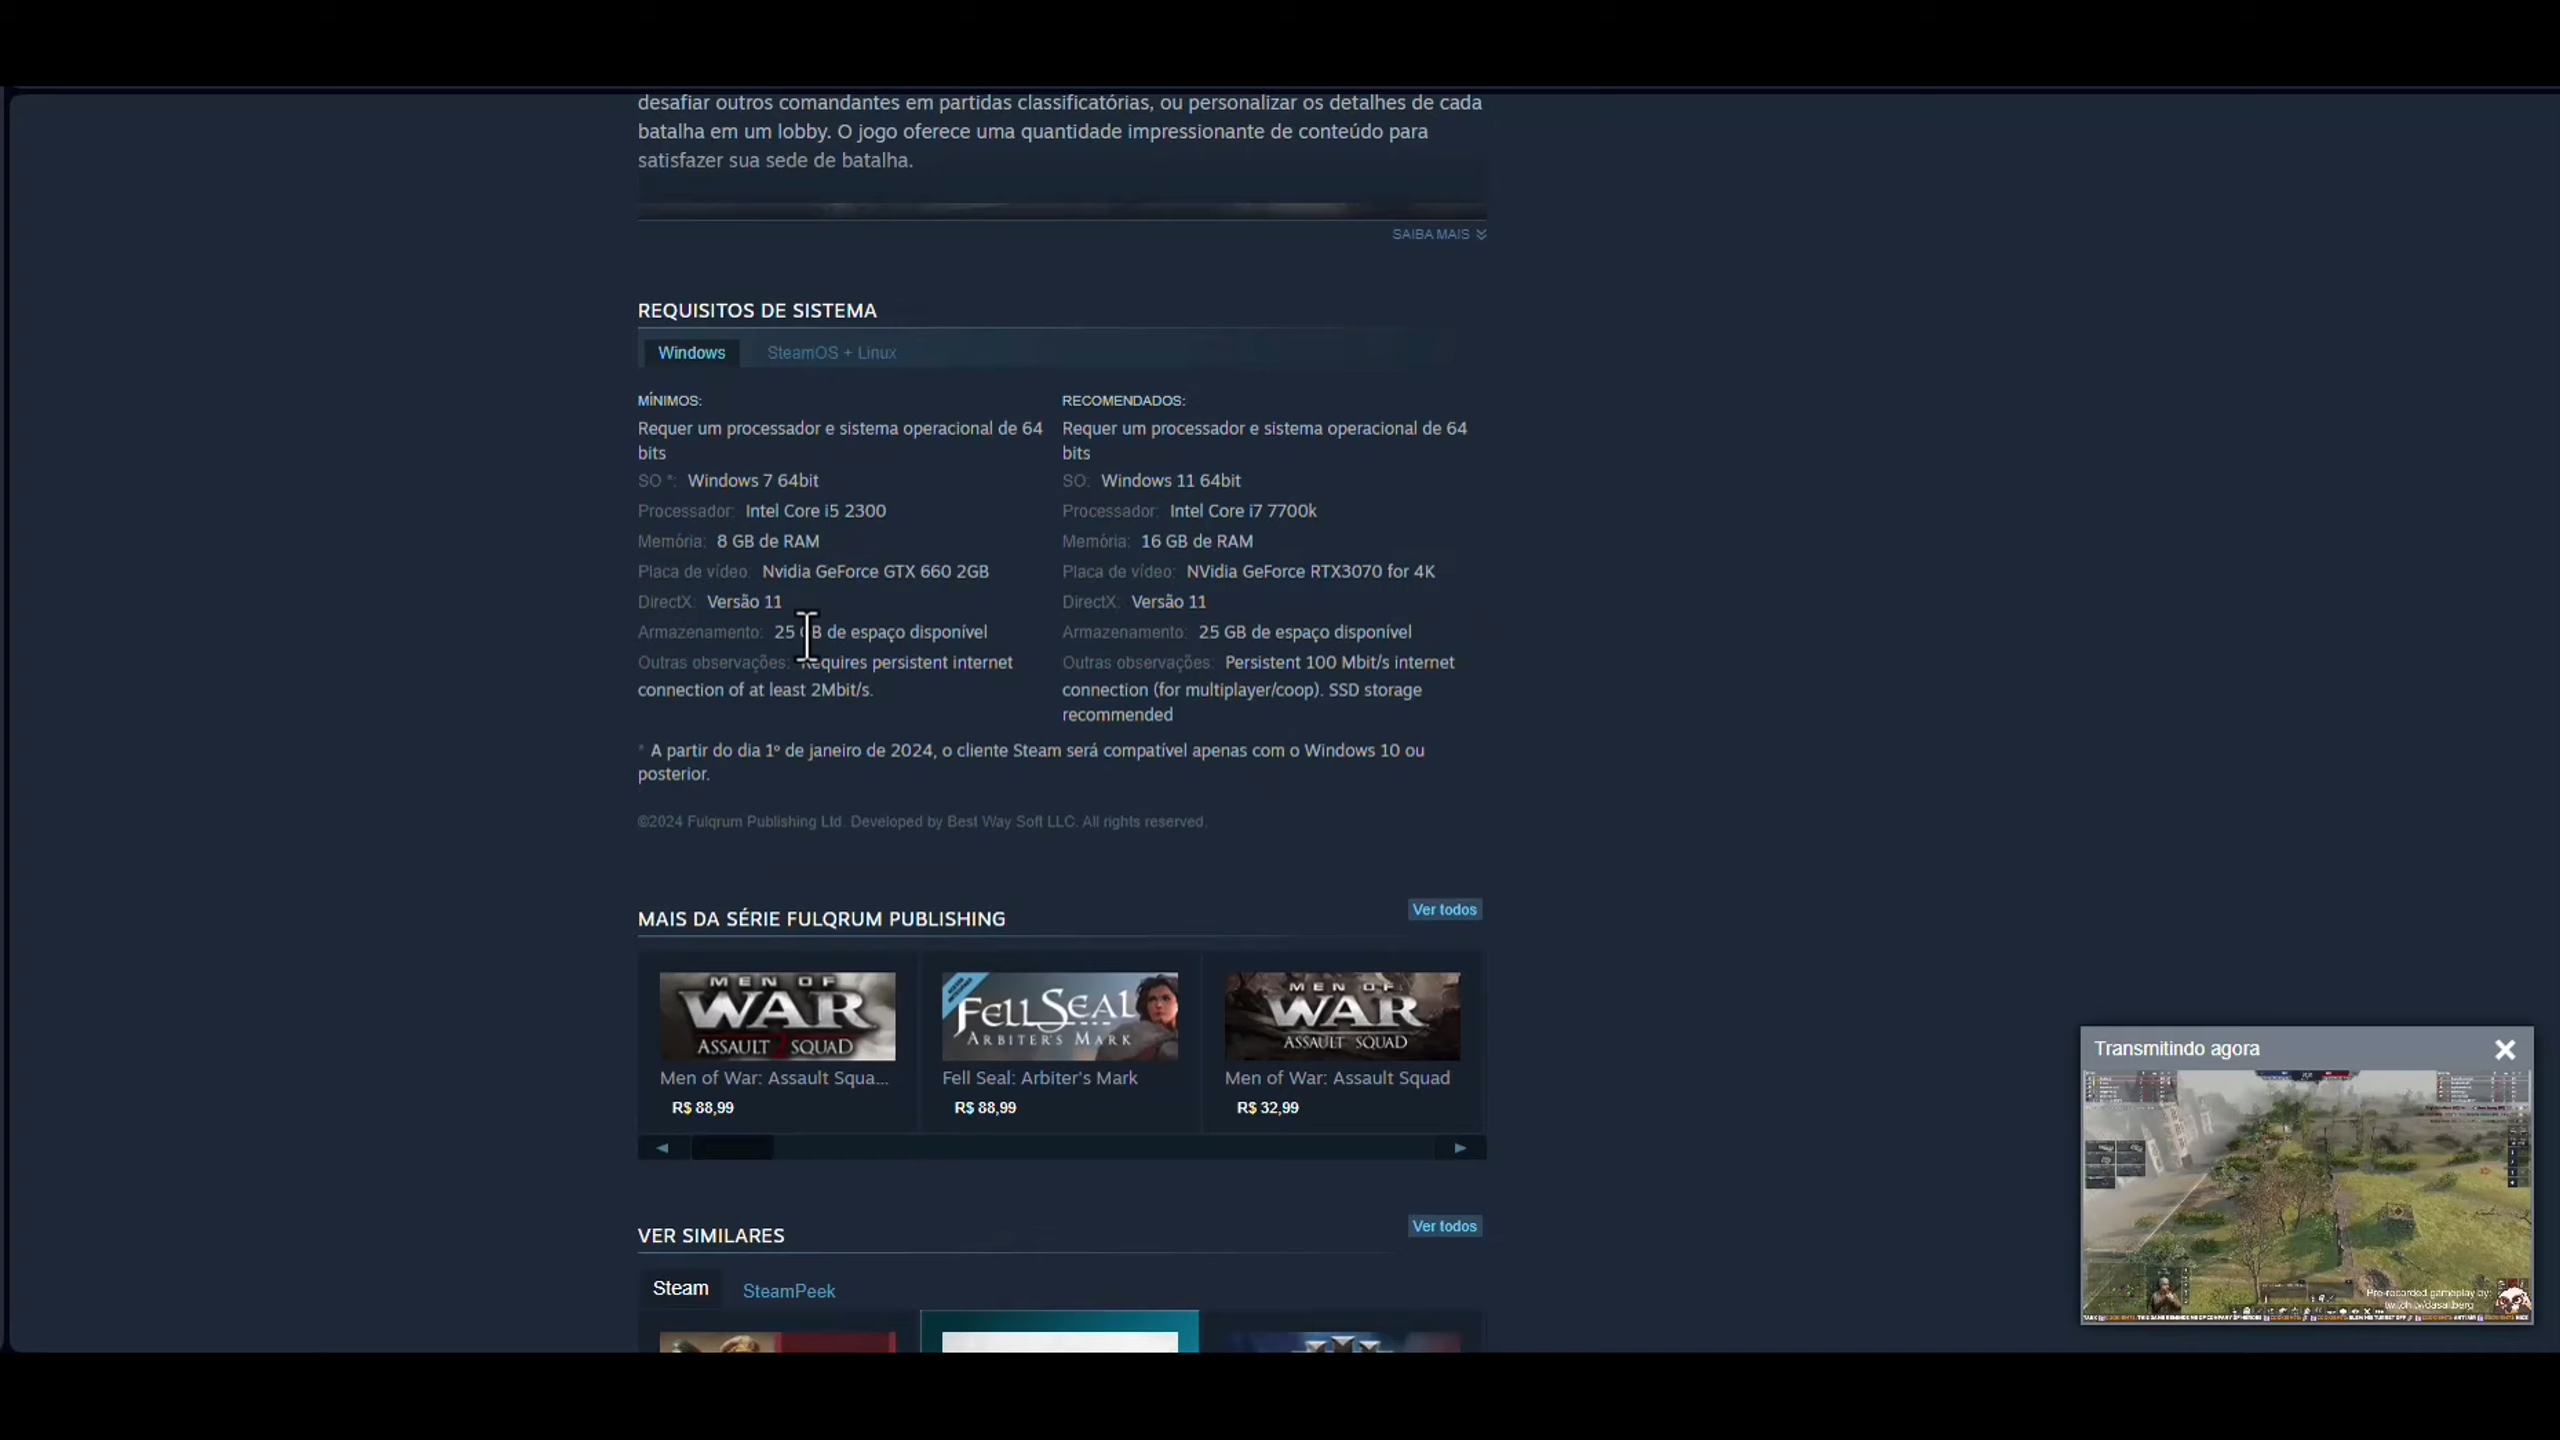 desafiar outros comandantes em partidas classificatórias, ou personalizar os detalhes de cada
batalha em um lobby. O jogo oferece uma quantidade impressionante de conteúdo para
satisfazer sua sede de batalha.
SAIBA MAIS
REQUISITOS DE SISTEMA
Windows SteamOS + Linux
MÍNIMOS:
Requer um processador e sistema operacional de 64
bits
SO *: Windows 7 64bit
Processador: Intel Core i5 2300
Memória: 8 GB de RAM
Placa de vídeo: Nvidia GeForce GTX 660 2GB
DirectX: Versão 11
Armazenamento: 25 GB de espaço disponível
Outras observações: Requires persistent internet
connection of at least 2Mbit/s.
RECOMENDADOS:
Requer um processador e sistema operacional de 64
bits
SO: Windows 11 64bit
Processador: Intel Core i7 7700k
Memória: 16 GB de RAM
Placa de vídeo: NVidia GeForce RTX3070 for 4K
DirectX: Versão 11
Armazenamento: 25 GB de espaço disponível
Outras observações: Persistent 100 Mbit/s internet
connection (for multiplayer/coop). SSD storage
recommended
* A partir do dia 1º de janeiro de 2024, o cliente Steam será compatível apenas com o Windows 10 ou
posterior.
©2024 Fulqrum Publishing Ltd. Developed by Best Way Soft LLC. All rights reserved.
MAIS DA SÉRIE FULQRUM PUBLISHING
Ver todos
MEN OF
WAR
ASSAULT 2 SQUAD
Men of War: Assault Squa...
R$ 88,99
FELL SEAL
ARBITER'S MARK
Fell Seal: Arbiter's Mark
R$ 88,99
MEN OF
WAR
ASSAULT SQUAD
Men of War: Assault Squad
R$ 32,99
VER SIMILARES
Ver todos
Steam SteamPeek
Transmitindo agora
Pre-recorded gameplay by: